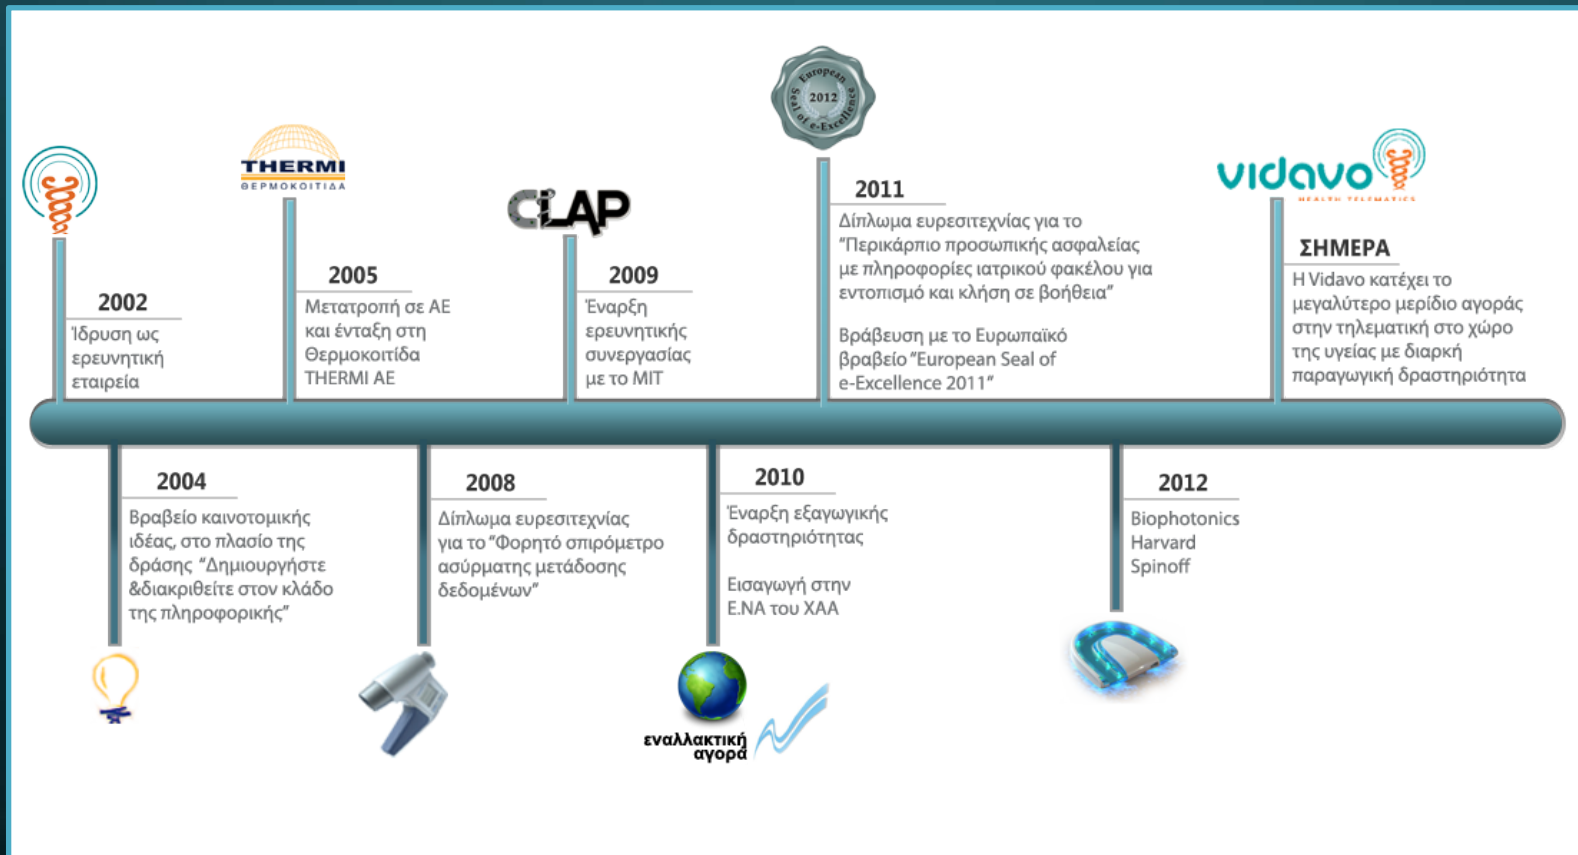 European
Seal of e-Excellence
2012
THERMI
ΘΕΡΜΟΚΟΙΤΙΔΑ
CLAP
vidavo
HEALTH TELEMATICS
2002
Ίδρυση ως
ερευνητική
εταιρεία
2005
Μετατροπή σε ΑΕ
και ένταξη στη
Θερμοκοιτίδα
THERMI AE
2009
Έναρξη
ερευνητικής
συνεργασίας
με το MIT
2011
Δίπλωμα ευρεσιτεχνίας για το
"Περικάρπιο προσωπικής ασφαλείας
με πληροφορίες ιατρικού φακέλου για
εντοπισμό και κλήση σε βοήθεια"
Βράβευση με το Ευρωπαϊκό
βραβείο "European Seal of
e-Excellence 2011"
ΣΗΜΕΡΑ
Η Vidavo κατέχει το
μεγαλύτερο μερίδιο αγοράς
στην τηλεματική στο χώρο
της υγείας με διαρκή
παραγωγική δραστηριότητα
2004
Βραβείο καινοτομικής
ιδέας, στο πλασίο της
δράσης "Δημιουργήστε
&διακριθείτε στον κλάδο
της πληροφορικής"
2008
Δίπλωμα ευρεσιτεχνίας
για το "Φορητό σπιρόμετρο
ασύρματης μετάδοσης
δεδομένων"
2010
Έναρξη εξαγωγικής
δραστηριότητας
Εισαγωγή στην
Ε.ΝΑ του ΧΑΑ
εναλλακτική
αγορά
2012
Biophotonics
Harvard
Spinoff